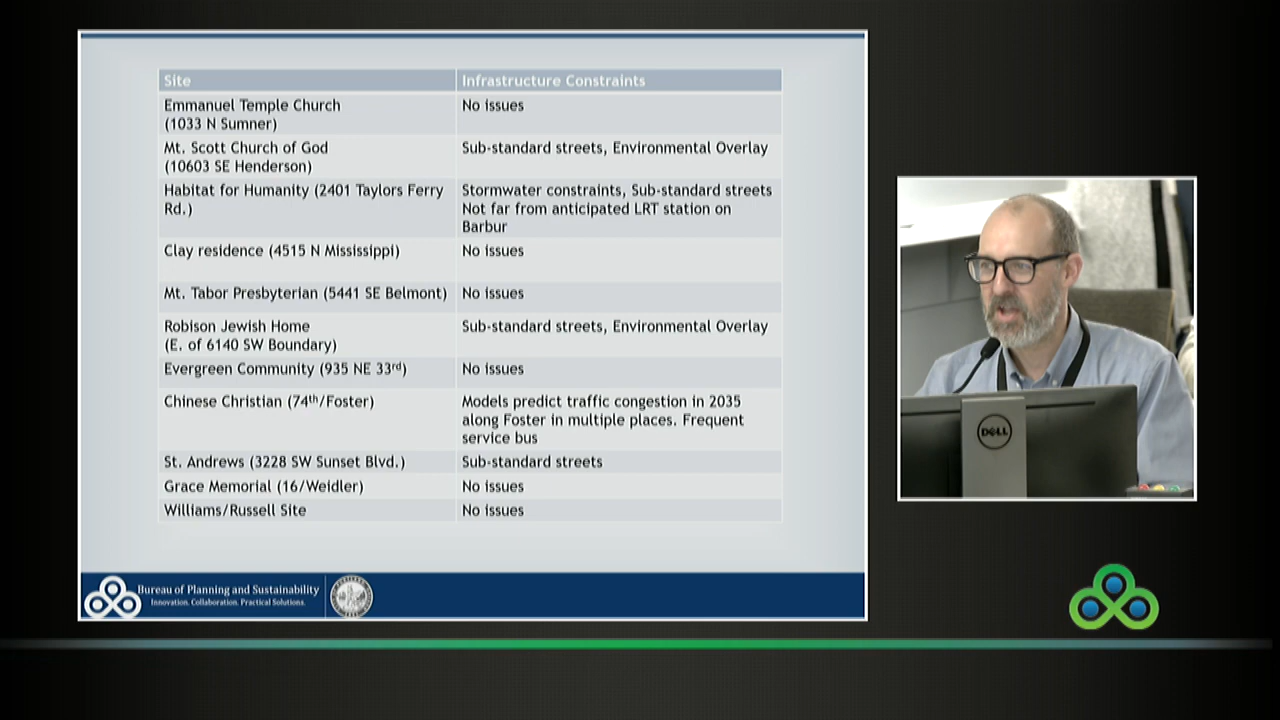 Site Infrastructure Constraints
Emmanuel Temple Church No issues
(1033 N Sumner)
Mt. Scott Church of God Sub-standard streets, Environmental Overlay
(10603 SE Henderson)
Habitat for Humanity (2401 Taylors Ferry Stormwater constraints, Sub-standard streets
Rd.) Not far from anticipated LRT station on
Barbur
Clay residence (4515 N Mississippi) No issues
Mt. Tabor Presbyterian (5441 SE Belmont) No issues
Robison Jewish Home Sub-standard streets, Environmental Overlay
(E. of 6140 SW Boundary)
Evergreen Community (935 NE 33rd) No issues
Chinese Christian (74th/Foster) Models predict traffic congestion in 2035
along Foster in multiple places. Frequent
service bus
St. Andrews (3228 SW Sunset Blvd.) Sub-standard streets
Grace Memorial (16/Weidler) No issues
Williams/Russell Site No issues
Bureau of Planning and Sustainability
Innovation. Collaboration. Practical Solutions.
DELL